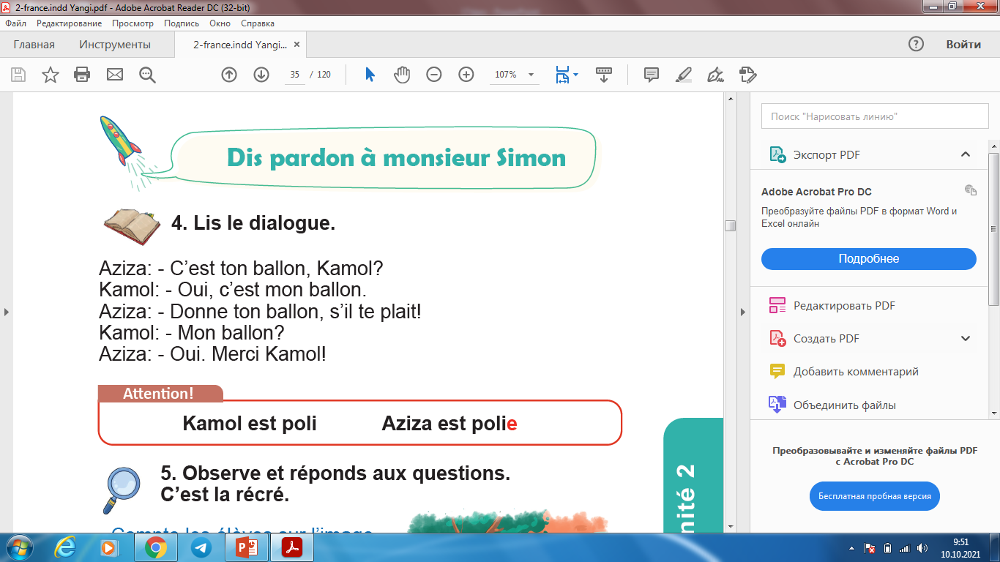 2-france.indd Yangi.pdf - Adobe Acrobat Reader DC (32-bit)
Файл Редактирование Просмотр Подпись Окно Справка
Главная Инструменты 2-france.indd Yangi... × Войти
35 / 120 107%
Dis pardon à monsieur Simon
4. Lis le dialogue.
Aziza: - C’est ton ballon, Kamol?
Kamol: - Oui, c’est mon ballon.
Aziza: - Donne ton ballon, s’il te plait!
Kamol: - Mon ballon?
Aziza: - Oui. Merci Kamol!
Attention!
Kamol est poli Aziza est polie
5. Observe et réponds aux questions.
C’est la récré.
Compte les élèves sur l’image
nité 2
Поиск "Нарисовать линию"
Экспорт PDF
Adobe Acrobat Pro DC
Преобразуйте файлы PDF в формат Word и
Excel онлайн
Подробнее
Редактировать PDF
Создать PDF
Добавить комментарий
Объединить файлы
Преобразовывайте и изменяйте файлы PDF
с Acrobat Pro DC
Бесплатная пробная версия
9:51
10.10.2021